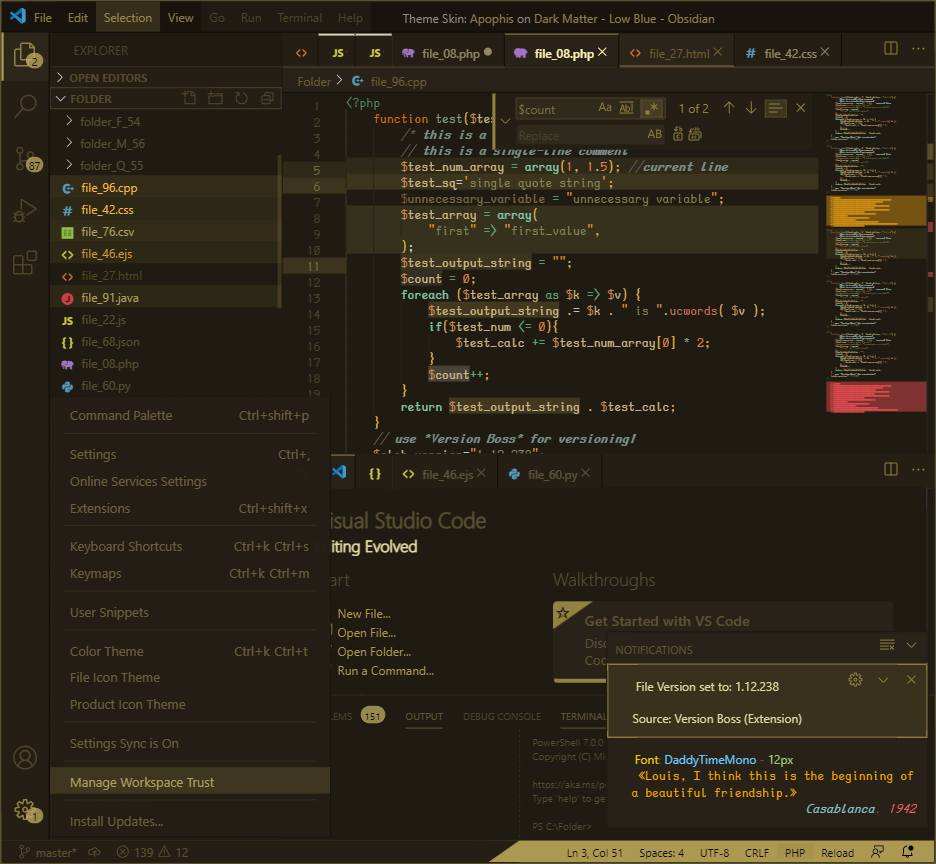 File Edit Selection View Go Run Terminal Help Theme Skin: Apophis on Dark Matter - Low Blue - Obsidian
2
87
1
EXPLORER
OPEN EDITORS
FOLDER
folder_F_54
folder_M_56
folder_Q_55
file_96.cpp
file_42.css
file_76.csv
file_46.ejs
file_27.html
file_91.java
file_22.js
file_68.json
file_08.php
file_60.py
JS JS file_08.php file_08.php file_27.html # file_42.css
Folder > file_96.cpp
$count Aa Ab .* 1 of 2
Replace AB
1 <?php
2 function test($te
3 /* this is a
4 // this is a single-line comment
5 $test_num_array = array(1, 1.5); //current line
6 $test_sq='single quote string';
7 $unnecessary_variable = "unnecessary variable";
8 $test_array = array(
9 "first" => "first_value",
10 );
11 $test_output_string = "";
12 $count = 0;
13 foreach ($test_array as $k => $v) {
14 $test_output_string .= $k . " is ".ucwords( $v );
15 if($test_num <= 0){
16 $test_calc += $test_num_array[0] * 2;
17 }
18 $count++;
19 }
return $test_output_string . $test_calc;
}
// use *Version Boss* for versioning!
Command Palette Ctrl+shift+p
Settings Ctrl+,
Online Services Settings
Extensions Ctrl+shift+x
Keyboard Shortcuts Ctrl+k Ctrl+s
Keymaps Ctrl+k Ctrl+m
User Snippets
Color Theme Ctrl+k Ctrl+t
File Icon Theme
Product Icon Theme
Settings Sync is On
Manage Workspace Trust
Install Updates...
{} file_46.ejs file_60.py
isual Studio Code
iting Evolved
art
New File...
Open File...
Open Folder...
Run a Command...
Walkthroughs
Get Started with VS Code
Disc
Coc
LEMS 151 OUTPUT DEBUG CONSOLE TERMINAL
PowerShell 7.0.0
Copyright (C) Mi
https://aka.ms/p
Type 'help' to ge
PS C:\Folder>
NOTIFICATIONS
File Version set to: 1.12.238
Source: Version Boss (Extension)
Font: DaddyTimeMono - 12px
《Louis, I think this is the beginning of
a beautiful friendship.》
Casablanca, 1942
master* 139 12 Ln 3, Col 51 Spaces: 4 UTF-8 CRLF PHP Reload